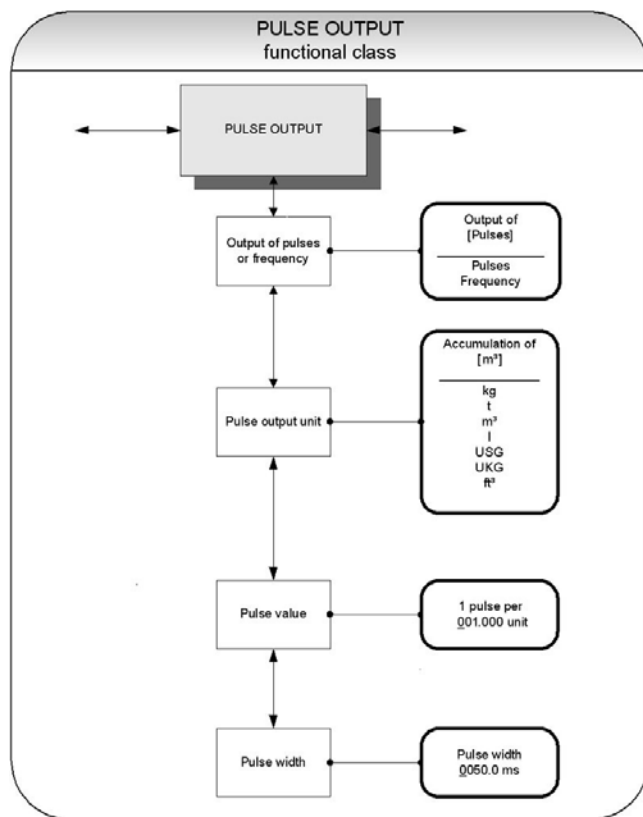 PULSE OUTPUT
functional class
PULSE OUTPUT
Output of pulses
or frequency
Output of
[Pulses]
Pulses
Frequency
Pulse output unit
Accumulation of
[m³]
kg
t
m³
l
USG
UKG
ft³
Pulse value
1 pulse per
001.000 unit
Pulse width
Pulse width
0050.0 ms